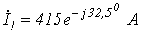 İ₁ = 415e^{-j32,5⁰} A